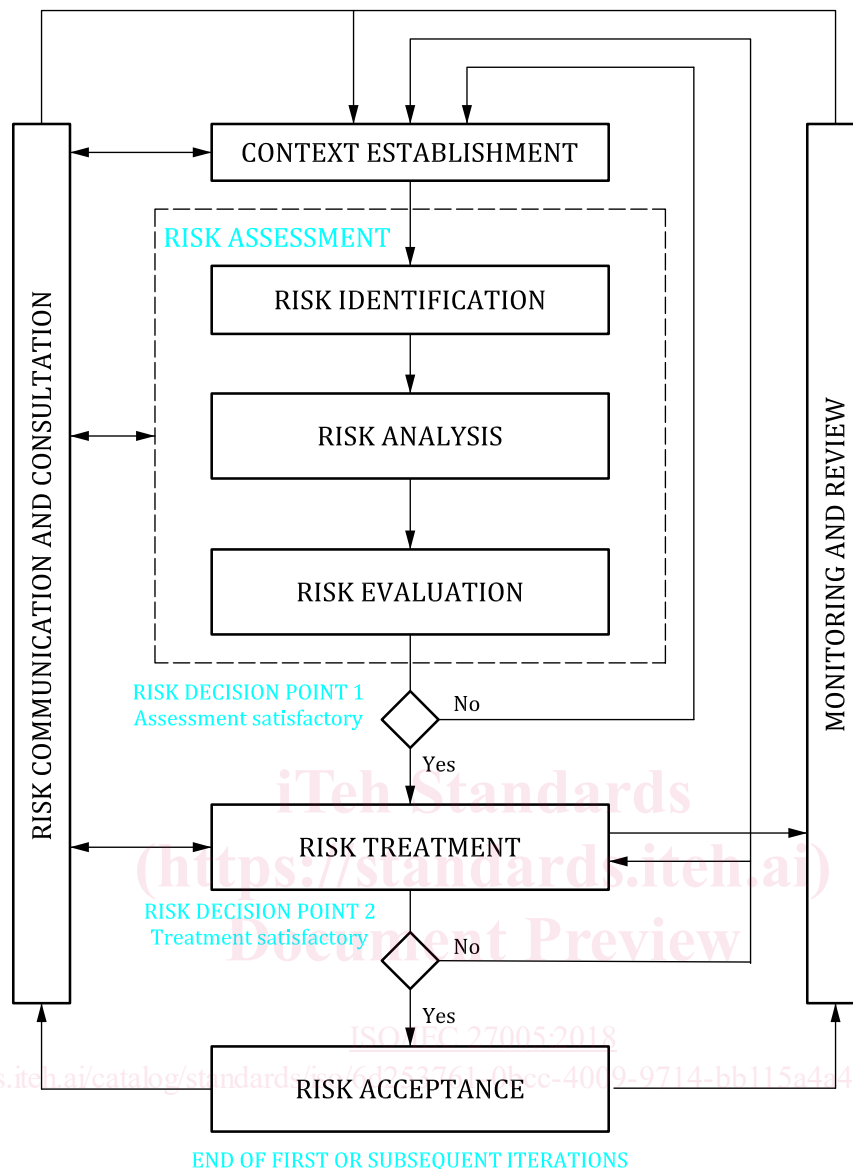 CONTEXT ESTABLISHMENT
RISK ASSESSMENT
RISK IDENTIFICATION
RISK COMMUNICATION AND CONSULTATION
RISK ANALYSIS
MONITORING AND REVIEW
RISK EVALUATION
RISK DECISION POINT 1
Assessment satisfactory
No
Yes
iTeh Standards
RISK TREATMENT
(https://standards.iteh.ai)
RISK DECISION POINT 2
Treatment satisfactory
No
Document Preview
Yes
ISO/IEC 27005:2018
RISK ACCEPTANCE
END OF FIRST OR SUBSEQUENT ITERATIONS